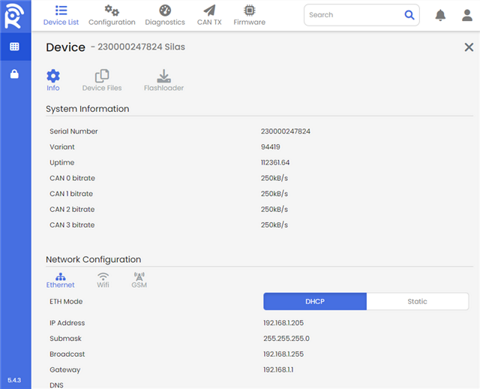 Device List Configuration Diagnostics CAN TX Firmware Search
Device - 230000247824 Silas
Info Device Files Flashloader
System Information
Serial Number 230000247824
Variant 94419
Uptime 112361.64
CAN 0 bitrate 250kB/s
CAN 1 bitrate 250kB/s
CAN 2 bitrate 250kB/s
CAN 3 bitrate 250kB/s
Network Configuration
Ethernet Wifi GSM
ETH Mode DHCP Static
IP Address 192.168.1.205
Submask 255.255.255.0
Broadcast 192.168.1.255
Gateway 192.168.1.1
DNS
5.4.3